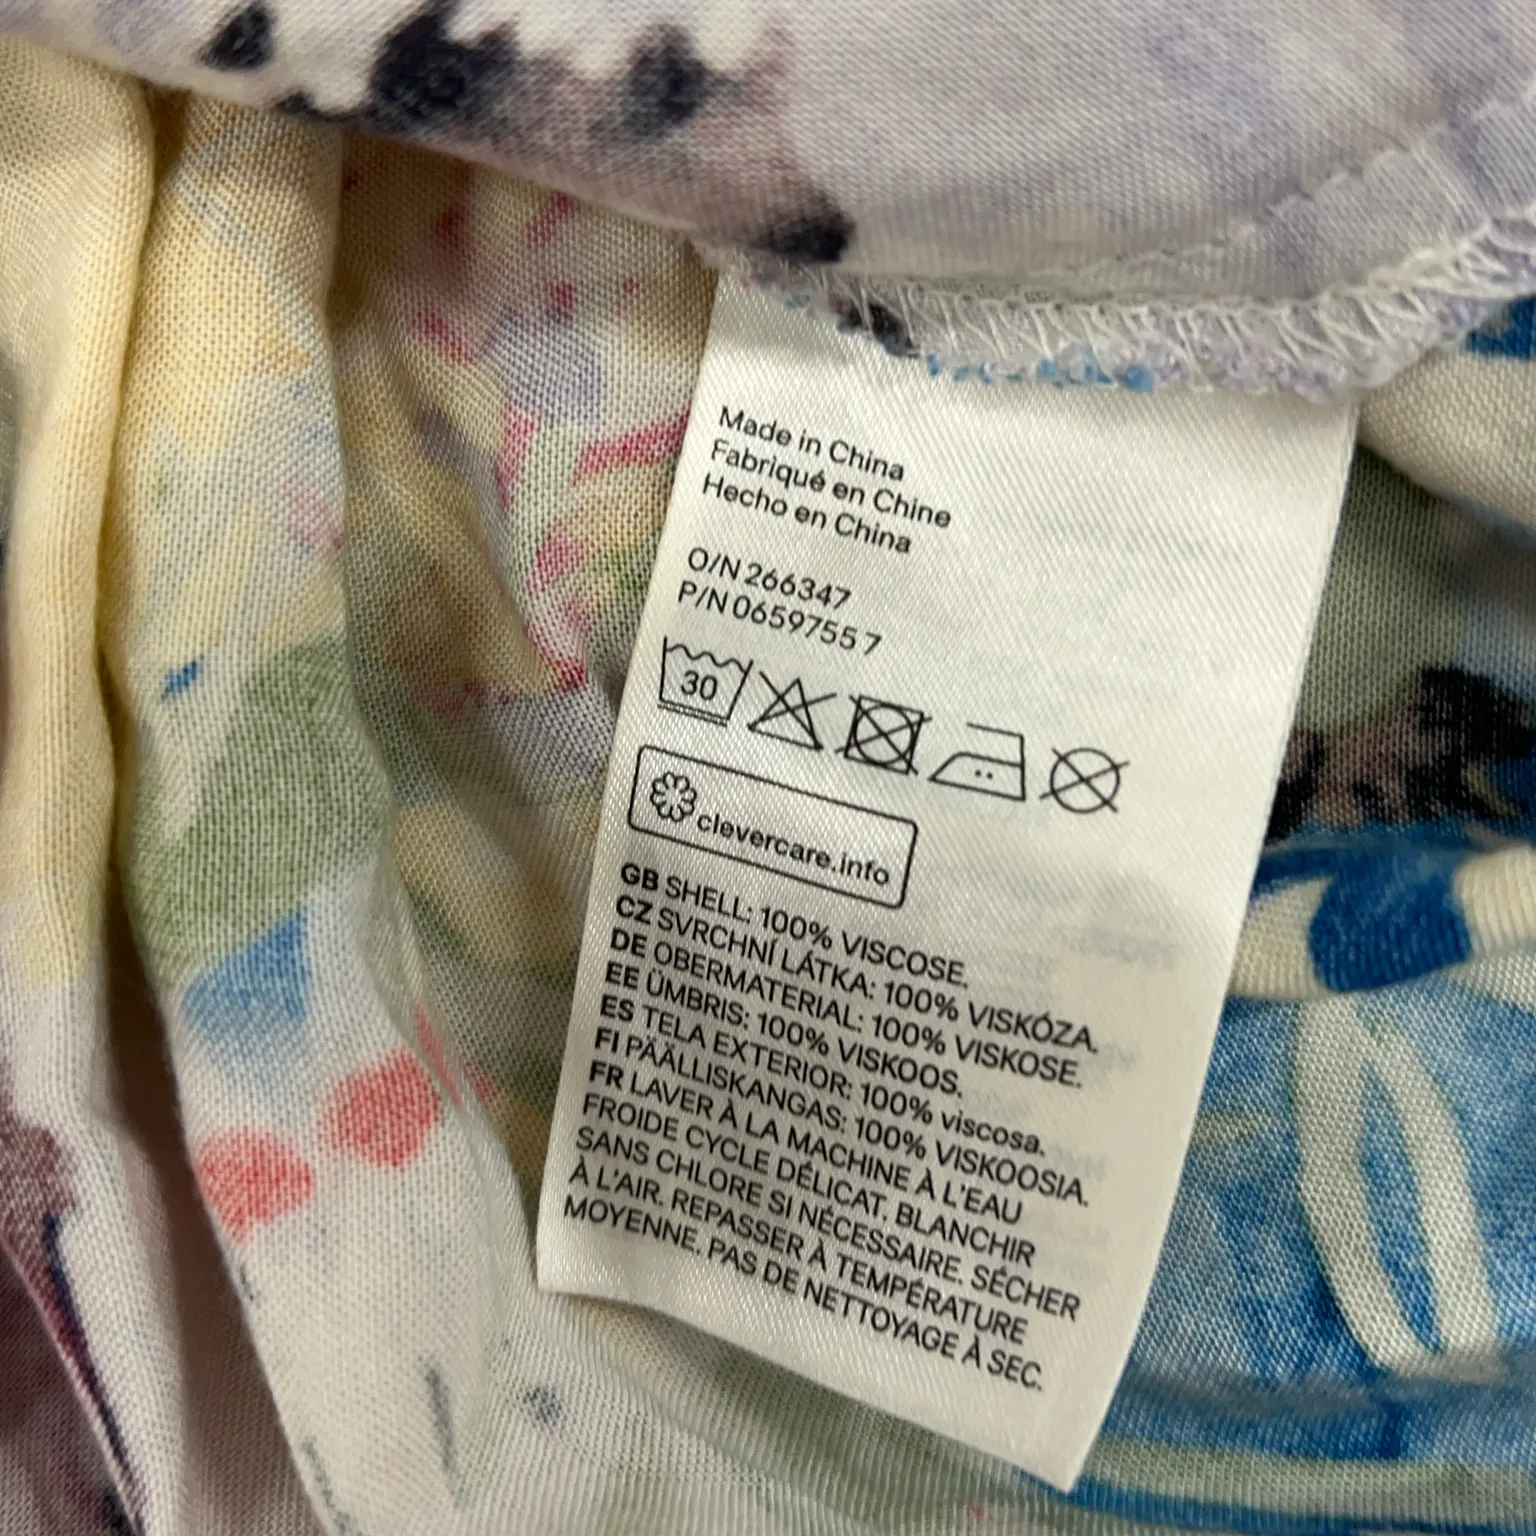 Made in China
Fabriqué en Chine
Hecho en China
O/N 266347
P/N 0659755 7
30
clevercare.info
GB SHELL: 100% VISCOSE.
CZ SVRCHNÍ LÁTKA: 100% VISKÓZA.
DE OBERMATERIAL: 100% VISKOSE.
EE ÜMBRIS: 100% VISKOOS.
ES TELA EXTERIOR: 100% viscosa.
FI PÄÄLLISKANGAS: 100% VISKOOSIA.
FR LAVER À LA MACHINE À L'EAU
FROIDE CYCLE DÉLICAT. BLANCHIR
SANS CHLORE SI NÉCESSAIRE. SÉCHER
À L'AIR. REPASSER À TEMPÉRATURE
MOYENNE. PAS DE NETTOYAGE À SEC.